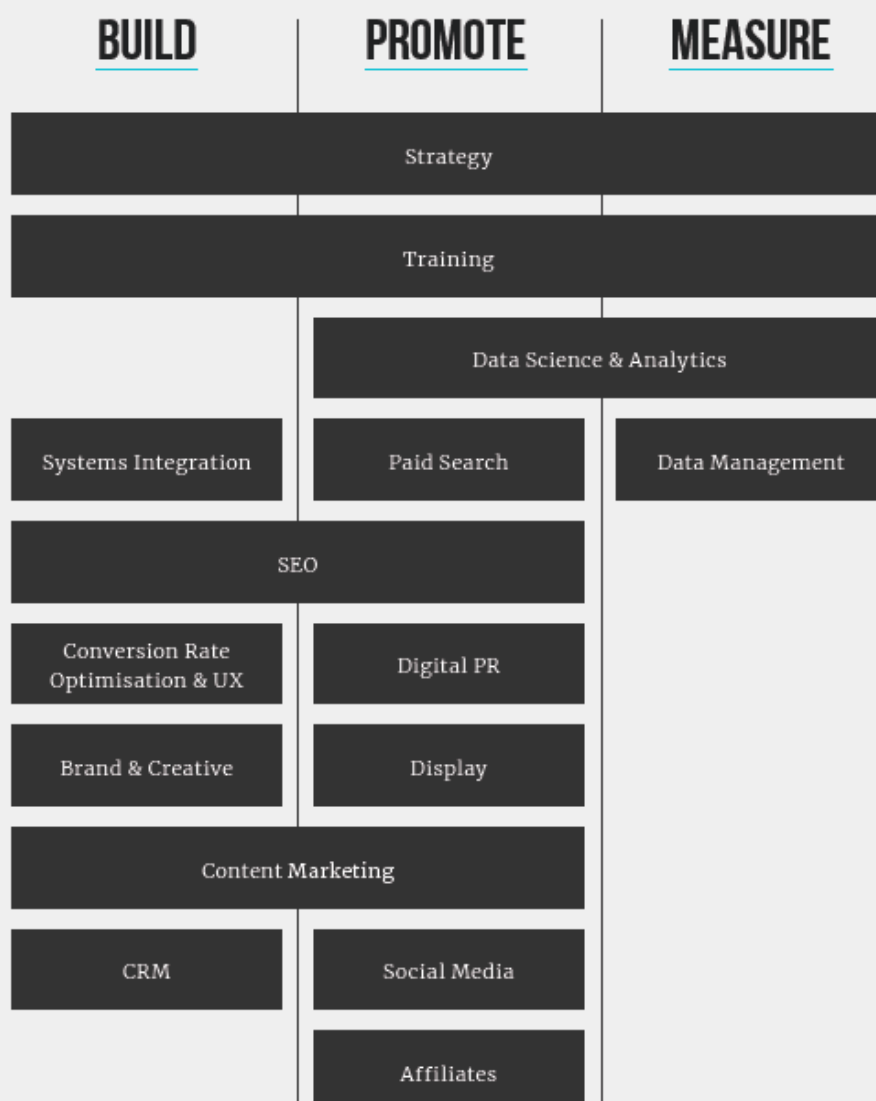 BUILD
PROMOTE
MEASURE
Strategy
Training
Data Science & Analytics
Systems Integration
Paid Search
Data Management
SEO
Conversion Rate
Optimisation & UX
Digital PR
Brand & Creative
Display
Content Marketing
CRM
Social Media
Affiliates